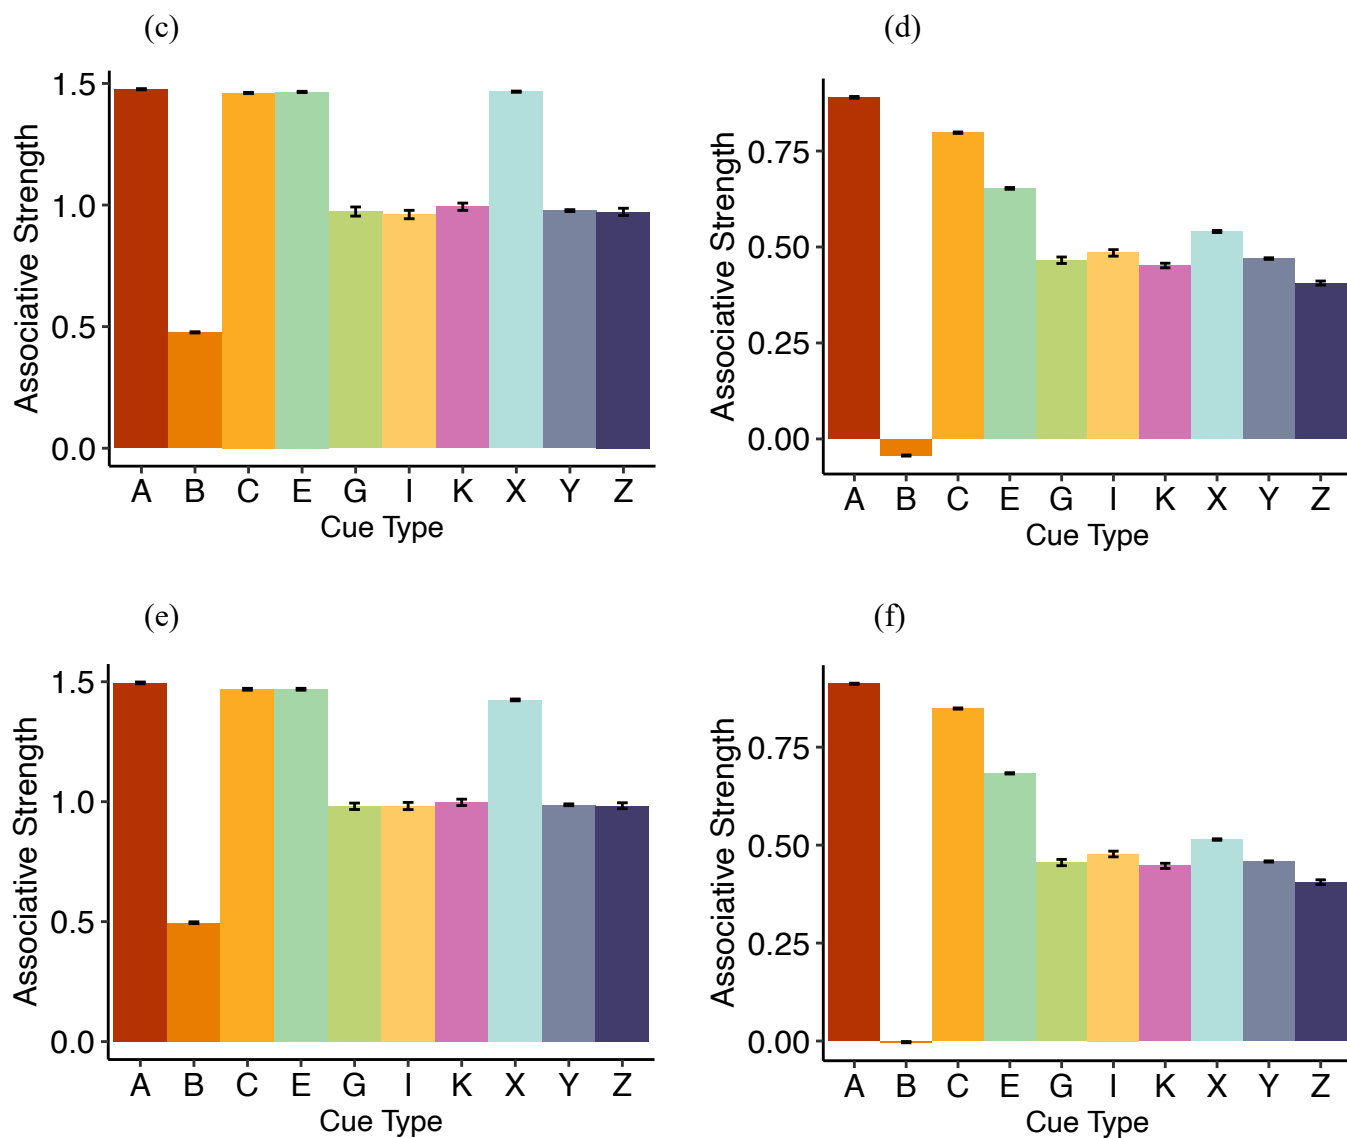 (c)
Associative Strength
1.5
1.0
0.5
0.0
A B C E G I K X Y Z
Cue Type
(d)
Associative Strength
0.75
0.50
0.25
0.00
A B C E G I K X Y Z
Cue Type
(e)
Associative Strength
1.5
1.0
0.5
0.0
A B C E G I K X Y Z
Cue Type
(f)
Associative Strength
0.75
0.50
0.25
0.00
A B C E G I K X Y Z
Cue Type